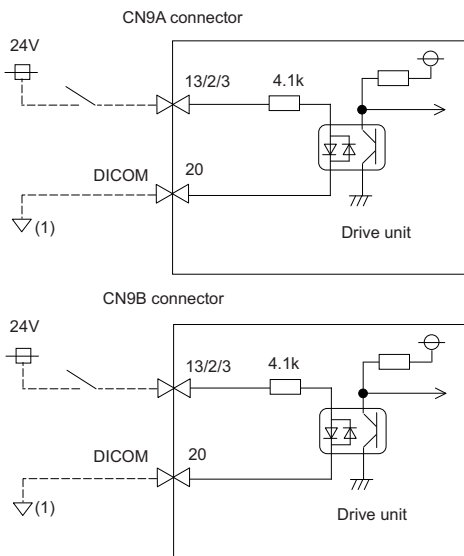 CN9A connector
24V
13/2/3
4.1k
DICOM
20
(1)
Drive unit
CN9B connector
24V
13/2/3
4.1k
DICOM
20
(1)
Drive unit